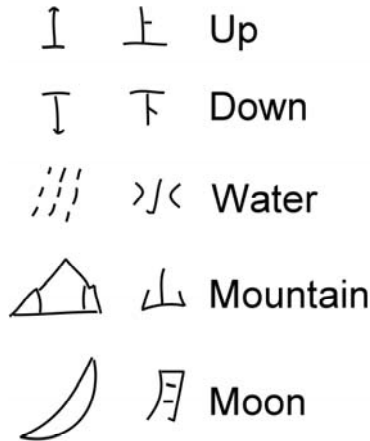 上 Up
下 Down
水 Water
山 Mountain
月 Moon